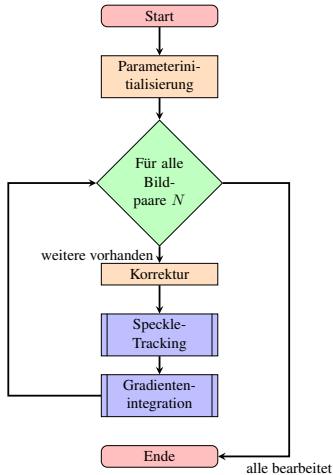 Start
Parameterini-
tialisierung
Für alle
Bild-
paare N
weitere vorhanden
Korrektur
Speckle-
Tracking
Gradienten-
integration
Ende
alle bearbeitet